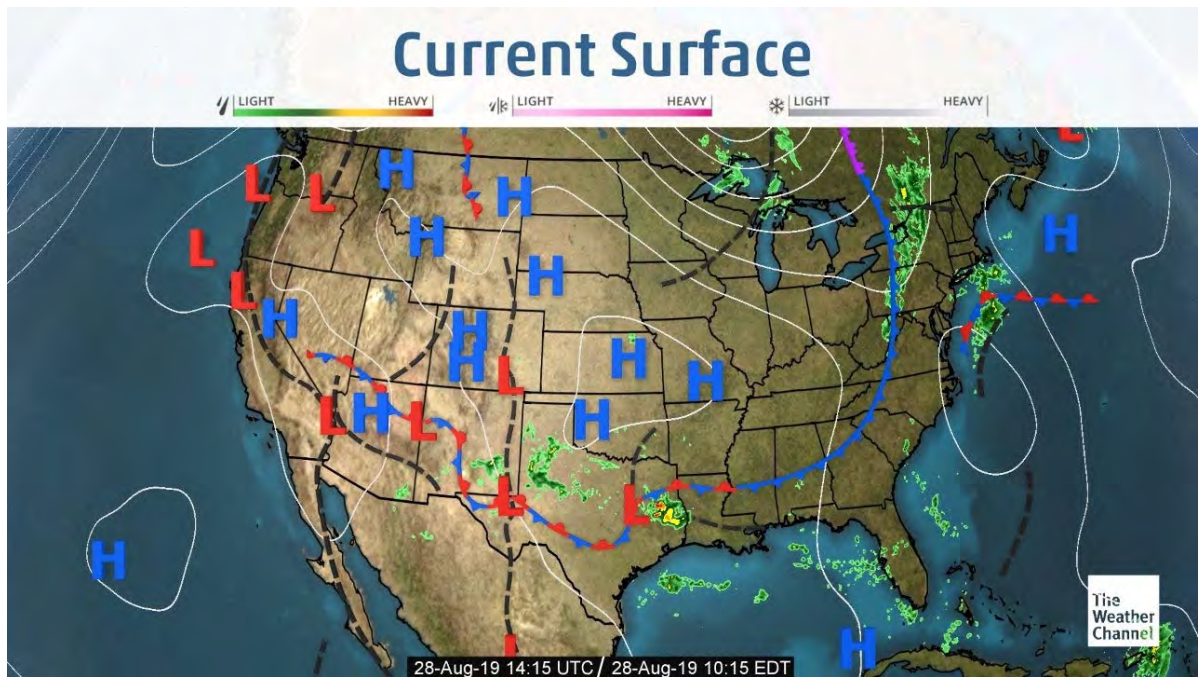 Current Surface
LIGHT HEAVY LIGHT HEAVY LIGHT HEAVY
L L H H L
L H H H
L H H
H H H H
L H
L H L H
L L
H
The
Weather
Channel
L H
28-Aug-19 14:15 UTC / 28-Aug-19 10:15 EDT